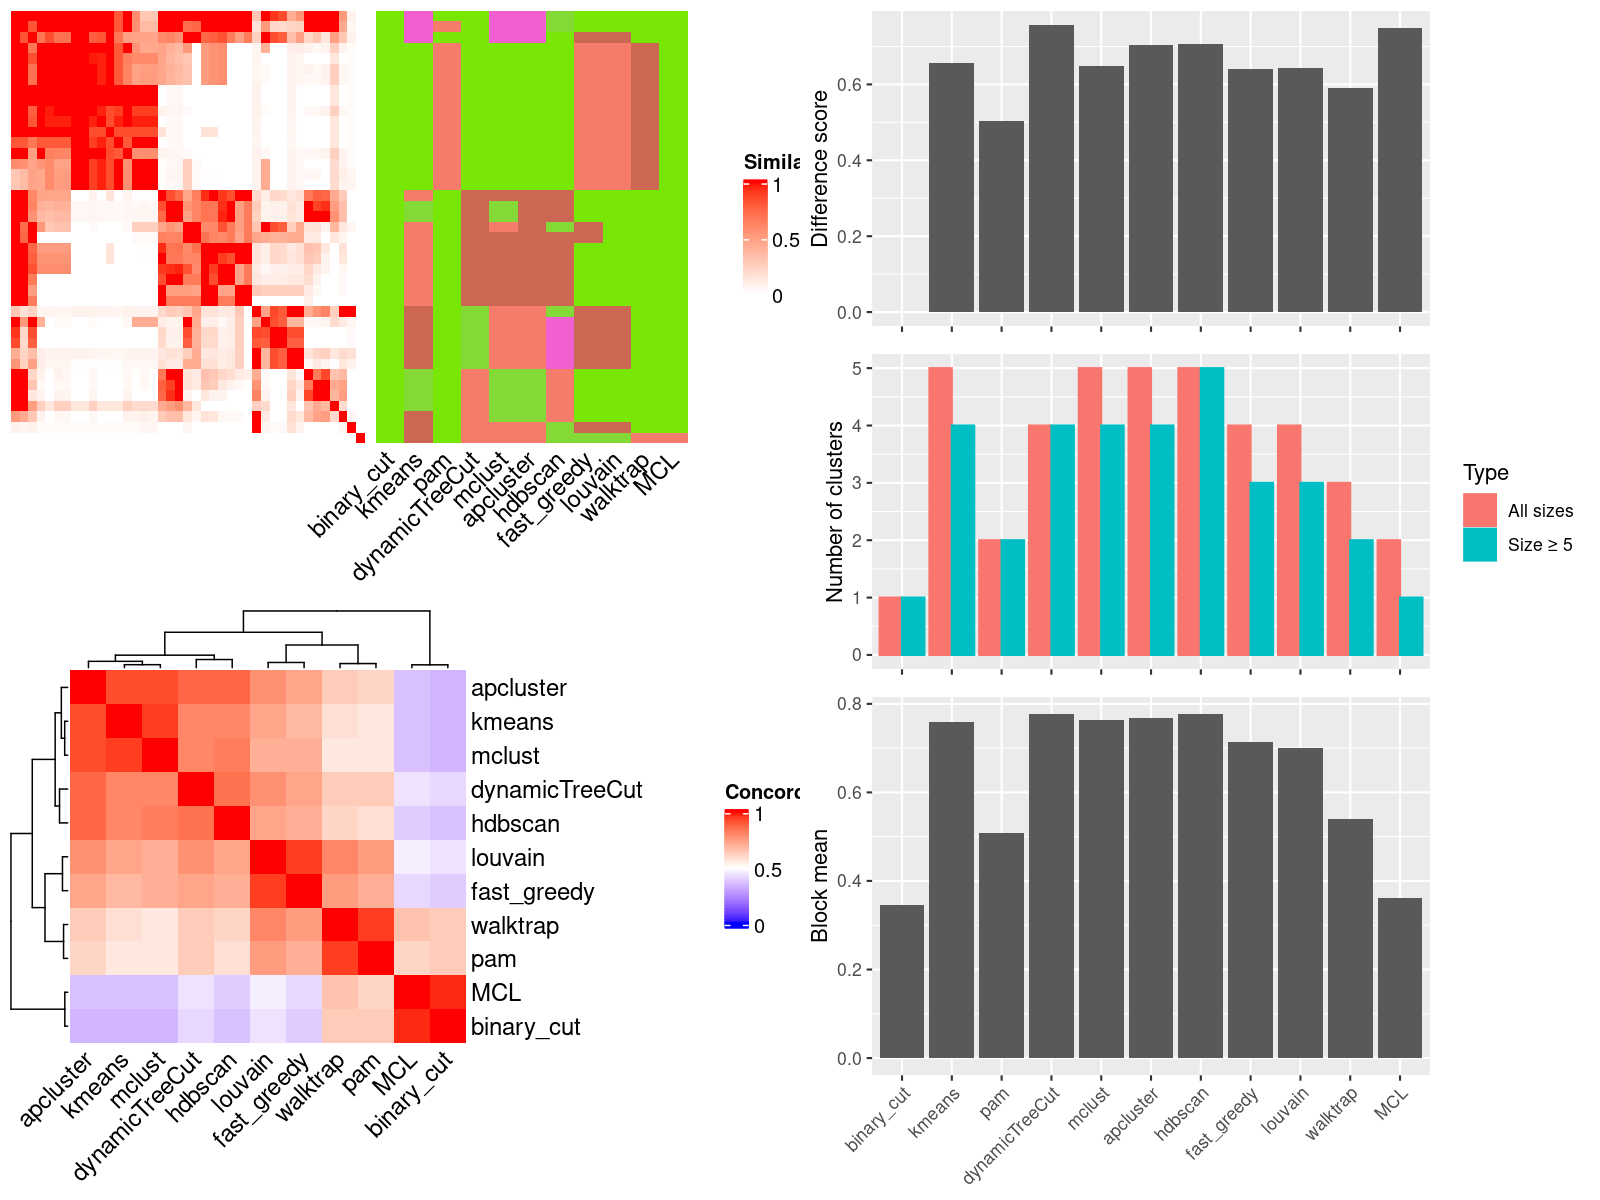 Simila
1
0.5
0
binary_cut
kmeans
pam
dynamicTreeCut
mclust
apcluster
hdbscan
fast_greedy
louvain
walktrap
MCL
Difference score
0.6
0.4
0.2
0.0
Number of clusters
5
4
3
2
1
0
Type
All sizes
Size ≥ 5
apcluster
kmeans
mclust
dynamicTreeCut
hdbscan
louvain
fast_greedy
walktrap
pam
MCL
binary_cut
apcluster
kmeans
mclust
dynamicTreeCut
hdbscan
louvain
fast_greedy
walktrap
pam
MCL
binary_cut
Concord
1
0.5
0
Block mean
0.8
0.6
0.4
0.2
0.0
binary_cut
kmeans
pam
dynamicTreeCut
mclust
apcluster
hdbscan
fast_greedy
louvain
walktrap
MCL